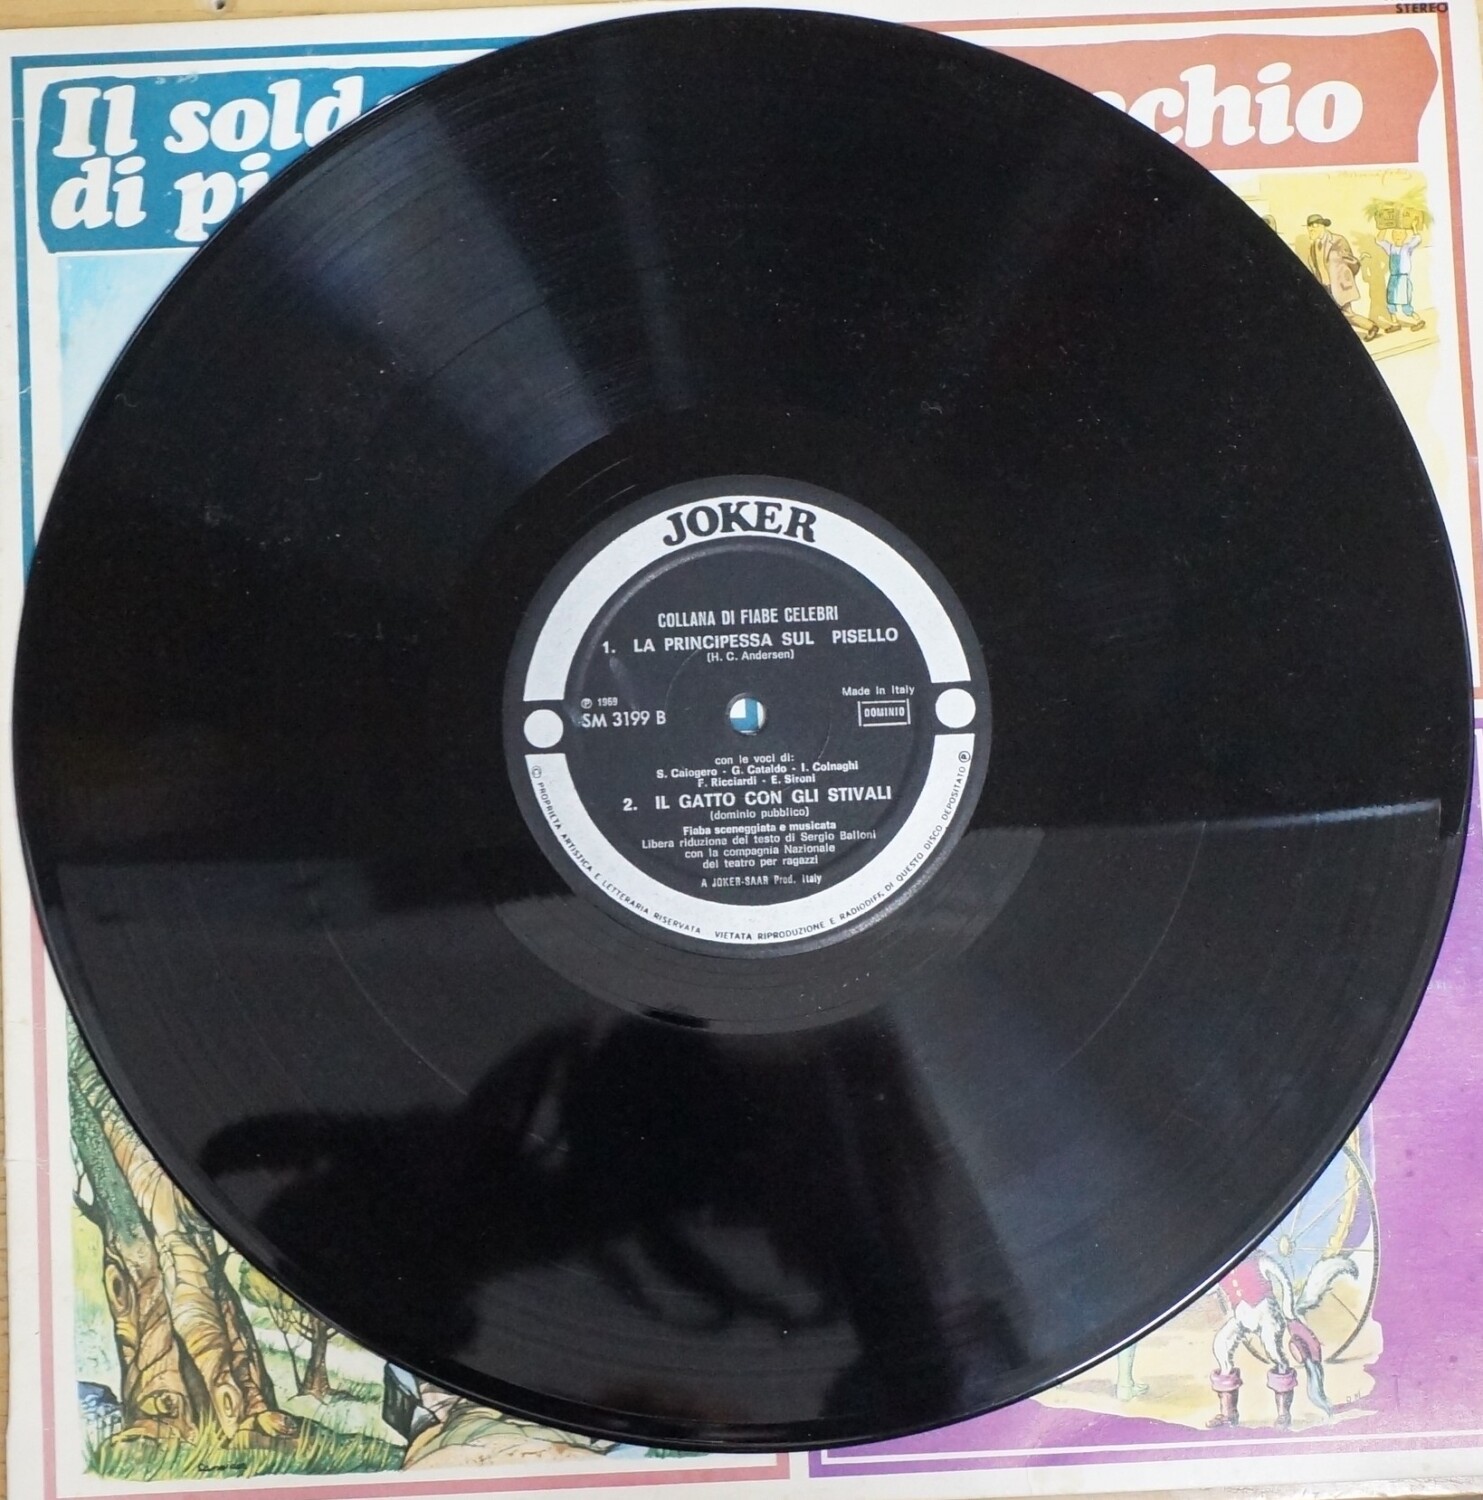 STEREO
Il sold
di pi
cchio
JOKER
COLLANA DI FIABE CELEBRI
1. LA PRINCIPESSA SUL PISELLO
(H. C. Andersen)
℗ 1969
SM 3199 B
Made in Italy
DOMINIO
con le voci di:
S. Calogero - G. Cataldo - I. Colnaghi
F. Ricciardi - E. Sironi
2. IL GATTO CON GLI STIVALI
(dominio pubblico)
Fiaba sceneggiata e musicata
Libera riduzione del testo di Sergio Balloni
con la compagnia Nazionale
del teatro per ragazzi
A JOKER-SAAR Prod. Italy
PROPRIETÀ ARTISTICA E LETTERARIA RISERVATA VIETATA RIPRODUZIONE E RADIODIFF. DI QUESTO DISCO DEPOSITATO ℗